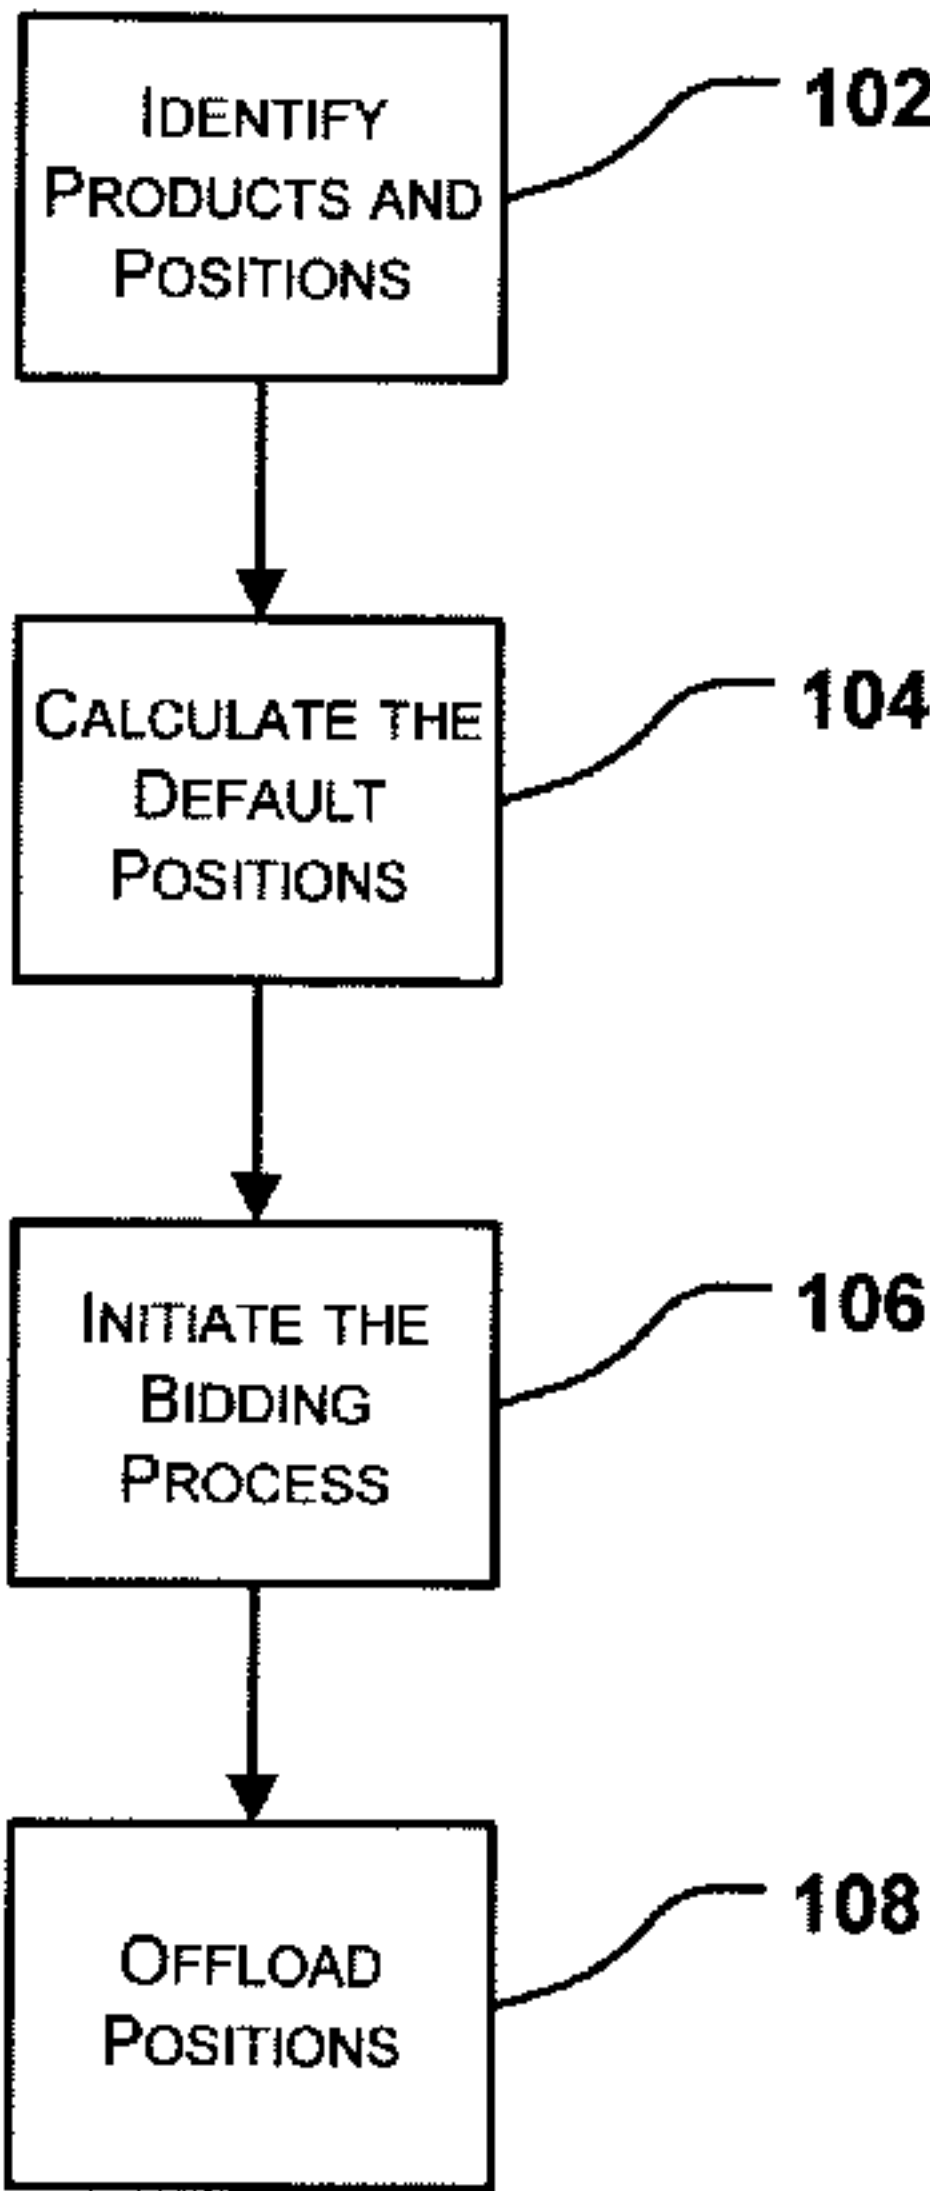 IDENTIFY
PRODUCTS AND
POSITIONS
102
CALCULATE THE
DEFAULT
POSITIONS
104
INITIATE THE
BIDDING
PROCESS
106
OFFLOAD
POSITIONS
108